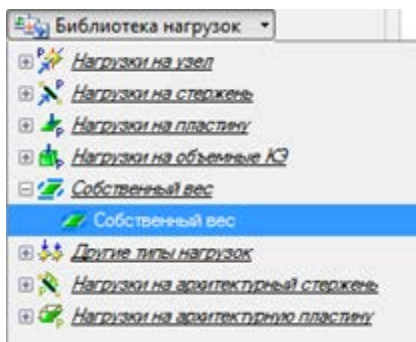 Библиотека нагрузок
Нагрузки на узел
Нагрузки на стержень
Нагрузки на пластину
Нагрузки на объемные КЭ
Собственный вес
Собственный вес
Другие типы нагрузок
Нагрузки на архитектурный стержень
Нагрузки на архитектурную пластину